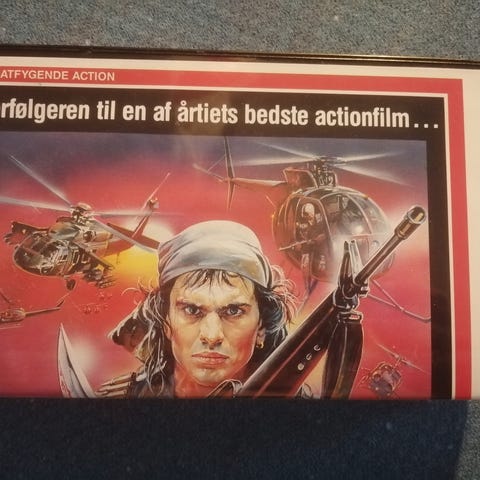 ATFYGENDE ACTION
rfølgeren til en af årtiets bedste actionfilm...